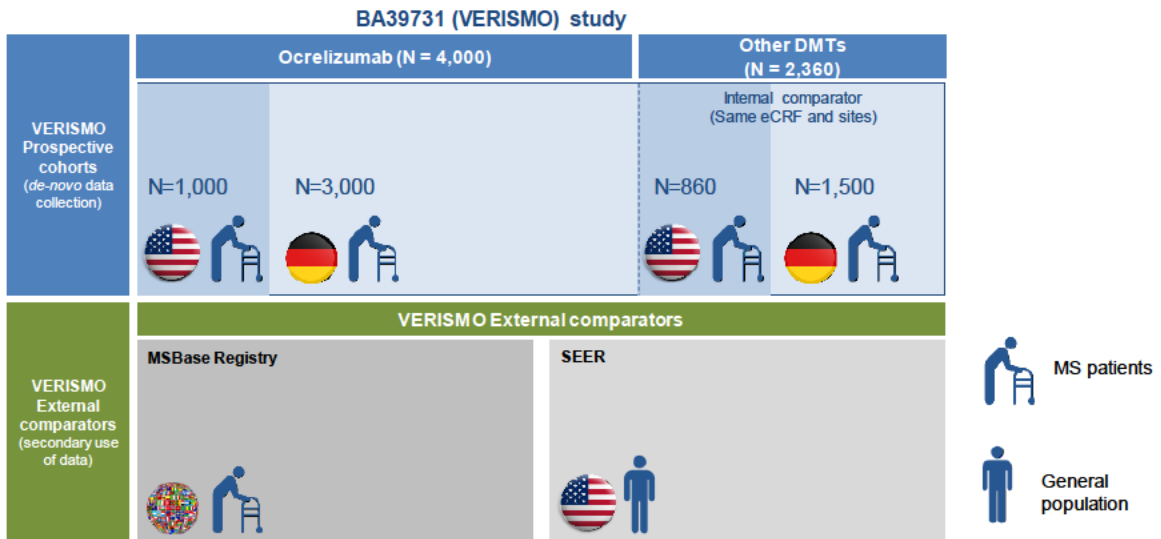 BA39731 (VERISMO) study
Ocrelizumab (N = 4,000)
Other DMTs
(N = 2,360)
VERISMO
Prospective
cohorts
(de-novo data
collection)
Internal comparator
(Same eCRF and sites)
N=1,000
N=3,000
N=860
N=1,500
VERISMO External comparators
VERISMO
External
comparators
(secondary use
of data)
MSBase Registry
SEER
MS patients
General
population